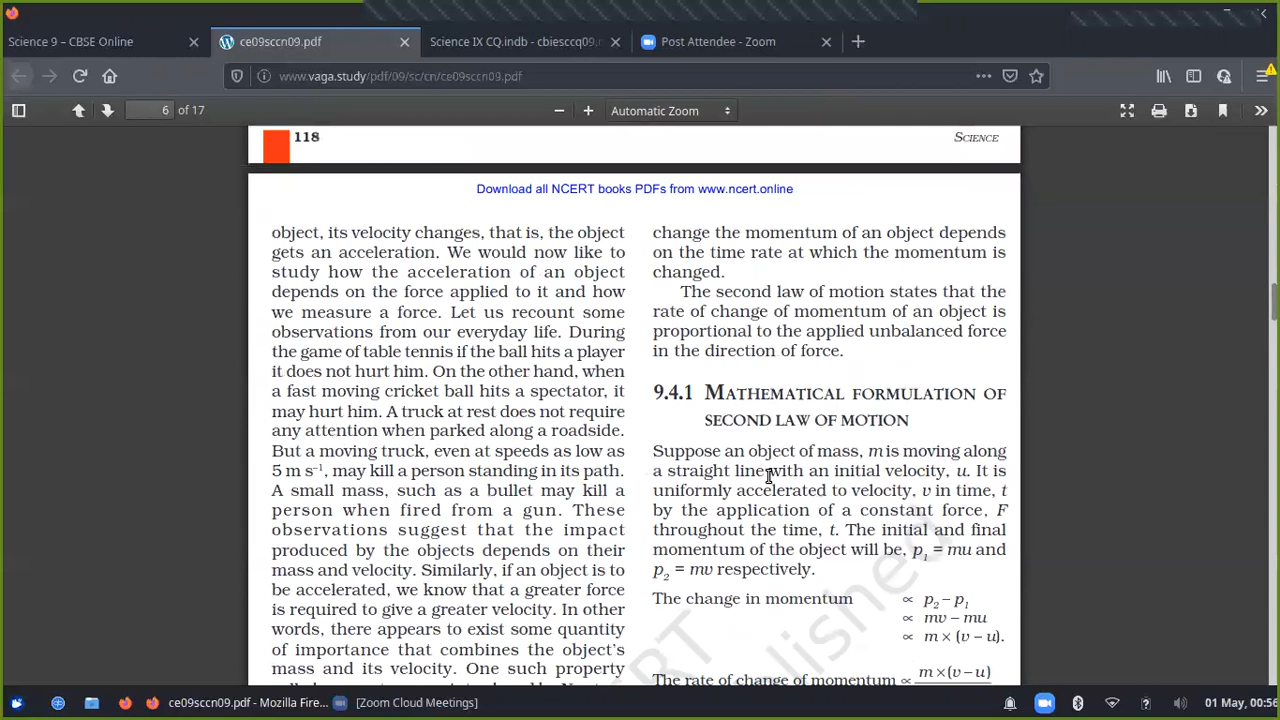 Science 9 – CBSE Online
ce09sccn09.pdf
Science IX CQ.indb - cbiesccq09
Post Attendee - Zoom
www.vaga.study/pdf/09/sc/cn/ce09sccn09.pdf
6 of 17
Automatic Zoom
118
SCIENCE
Download all NCERT books PDFs from www.ncert.online
object, its velocity changes, that is, the object
gets an acceleration. We would now like to
study how the acceleration of an object
depends on the force applied to it and how
we measure a force. Let us recount some
observations from our everyday life. During
the game of table tennis if the ball hits a player
it does not hurt him. On the other hand, when
a fast moving cricket ball hits a spectator, it
may hurt him. A truck at rest does not require
any attention when parked along a roadside.
But a moving truck, even at speeds as low as
5 m s⁻¹, may kill a person standing in its path.
A small mass, such as a bullet may kill a
person when fired from a gun. These
observations suggest that the impact
produced by the objects depends on their
mass and velocity. Similarly, if an object is to
be accelerated, we know that a greater force
is required to give a greater velocity. In other
words, there appears to exist some quantity
of importance that combines the object's
mass and its velocity. One such property
change the momentum of an object depends
on the time rate at which the momentum is
changed.
The second law of motion states that the
rate of change of momentum of an object is
proportional to the applied unbalanced force
in the direction of force.
9.4.1 MATHEMATICAL FORMULATION OF
SECOND LAW OF MOTION
Suppose an object of mass, m is moving along
a straight line with an initial velocity, u. It is
uniformly accelerated to velocity, v in time, t
by the application of a constant force, F
throughout the time, t. The initial and final
momentum of the object will be, p₁ = mu and
p₂ = mv respectively.
The change in momentum ∝ p₂ – p₁
∝ mv – mu
∝ m × (v – u).
The rate of change of momentum ∝ m × (v – u)
ce09sccn09.pdf - Mozilla Fire...
[Zoom Cloud Meetings]
01 May, 00:56